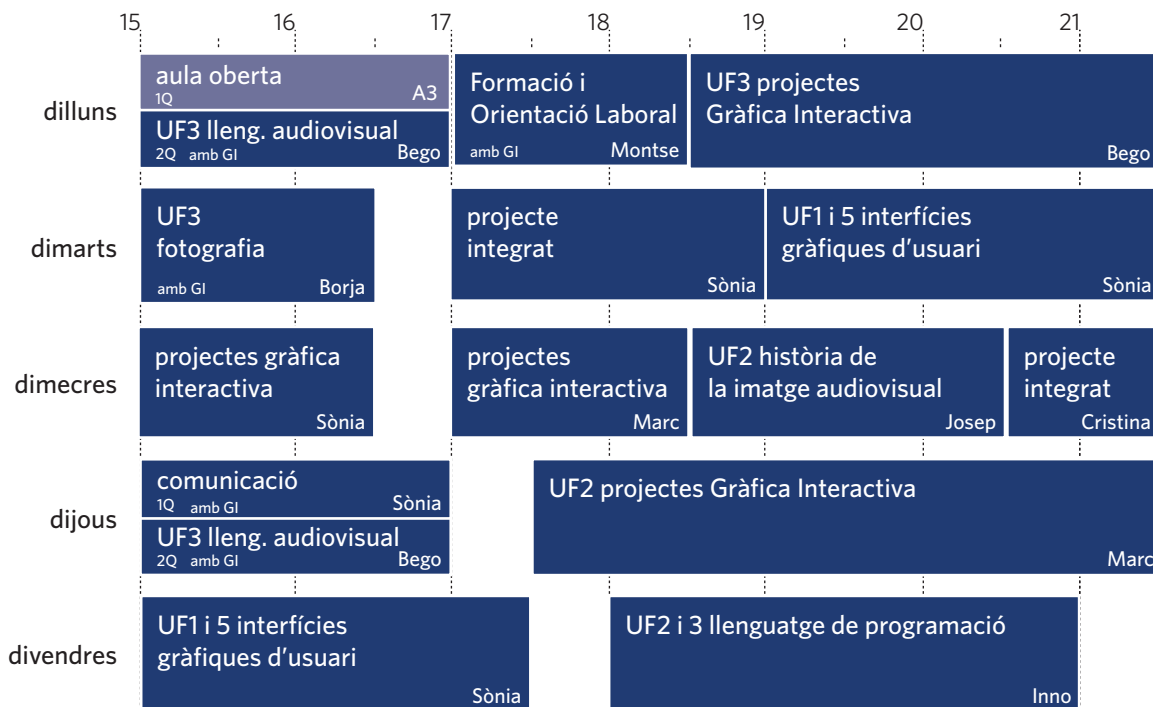 15 16 17 18 19 20 21
dilluns
aula oberta
1Q A3
UF3 lleng. audiovisual
2Q amb GI Bego
Formació i
Orientació Laboral
amb GI Montse
UF3 projectes
Gràfica Interactiva
Bego
dimarts
UF3
fotografia
amb GI Borja
projecte
integrat
Sònia
UF1 i 5 interfícies
gràfiques d'usuari
Sònia
dimecres
projectes gràfica
interactiva
Sònia
projectes
gràfica interactiva
Marc
UF2 història de
la imatge audiovisual
Josep
projecte
integrat
Cristina
dijous
comunicació
1Q amb GI Sònia
UF3 lleng. audiovisual
2Q amb GI Bego
UF2 projectes Gràfica Interactiva
Marc
divendres
UF1 i 5 interfícies
gràfiques d'usuari
Sònia
UF2 i 3 llenguatge de programació
Inno